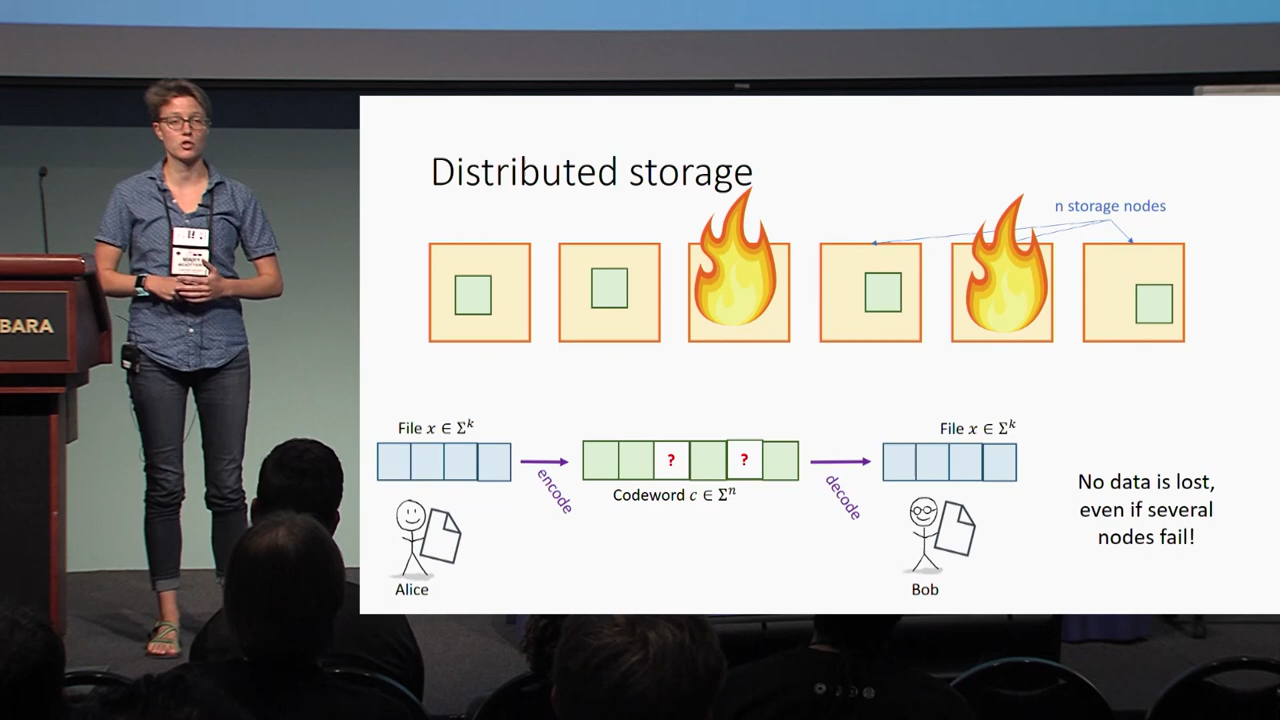 Distributed storage
n storage nodes
BARA
File x ∈ Σ^k
File x ∈ Σ^k
? ?
encode
decode
Codeword c ∈ Σ^n
No data is lost,
even if several
nodes fail!
Alice
Bob